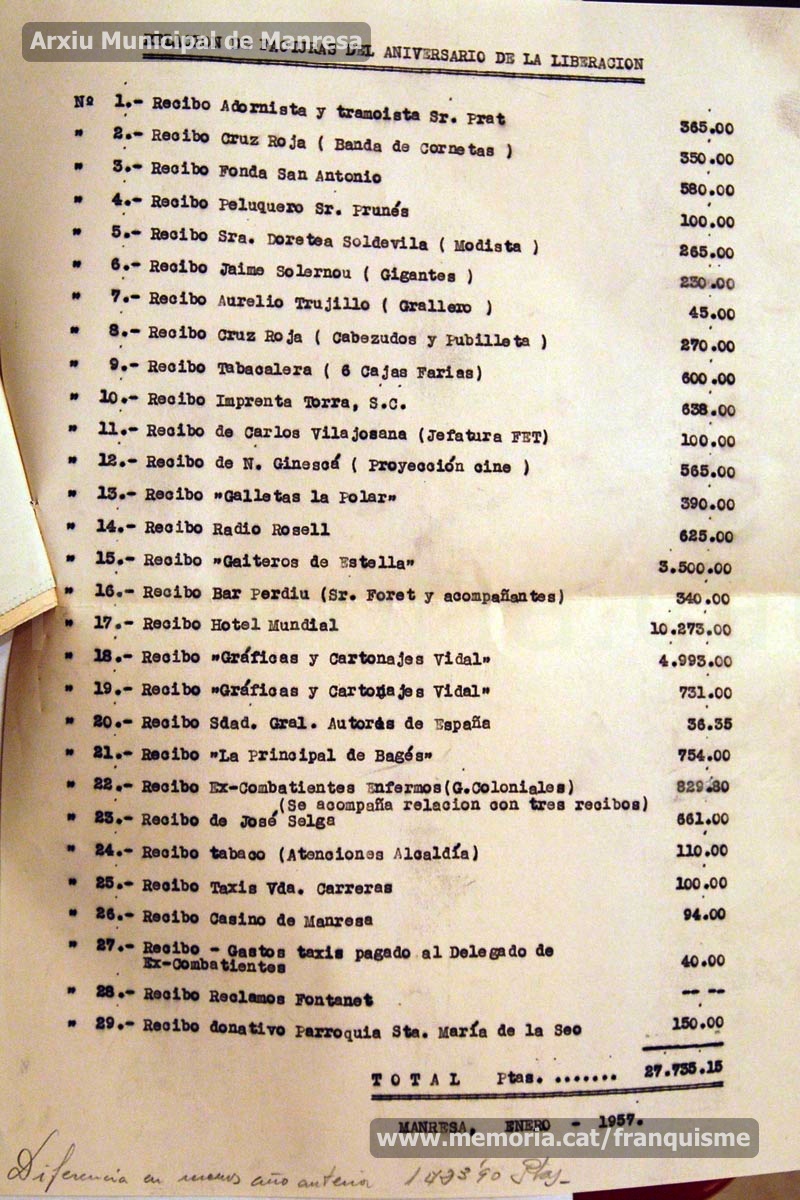 Arxiu Municipal de Manresa
RELACION DE FACTURAS DEL ANIVERSARIO DE LA LIBERACION
Nº 1.- Recibo Adornista y tramoista Sr. Prat 365.00
" 2.- Recibo Cruz Roja ( Banda de Cornetas ) 350.00
" 3.- Recibo Fonda San Antonio 580.00
" 4.- Recibo Peluquero Sr. Prunés 100.00
" 5.- Recibo Sra. Doretea Soldevila ( Modista ) 265.00
" 6.- Recibo Jaime Solernou ( Gigantes ) 230.00
" 7.- Recibo Aurelio Trujillo ( Grallero ) 45.00
" 8.- Recibo Cruz Roja ( Cabezudos y Pubilleta ) 270.00
" 9.- Recibo Tabacalera ( 6 Cajas Farias) 600.00
" 10.- Recibo Imprenta Torra, S.C. 638.00
" 11.- Recibo de Carlos Vilajosana (Jefatura FET) 100.00
" 12.- Recibo de N. Ginescá ( Proyección cine ) 565.00
" 13.- Recibo "Galletas la Polar" 390.00
" 14.- Recibo Radio Rosell 625.00
" 15.- Recibo "Gaiteros de Estella" 3.500.00
" 16.- Recibo Bar Perdiu (Sr. Foret y acompañantes) 340.00
" 17.- Recibo Hotel Mundial 10.273.00
" 18.- Recibo "Gráficas y Cartonajes Vidal" 4.993.00
" 19.- Recibo "Gráficas y Cartonajes Vidal" 731.00
" 20.- Recibo Sdad. Gral. Autores de España 36.35
" 21.- Recibo "La Principal de Bagés" 754.00
" 22.- Recibo Ex-Combatientes Enfermos(G.Coloniales) 829.80
(Se acompaña relacion con tres recibos)
" 23.- Recibo de José Selga 661.00
" 24.- Recibo tabaco (Atenciones Alcaldía) 110.00
" 25.- Recibo Taxis Vda. Carreras 100.00
" 26.- Recibo Casino de Manresa 94.00
" 27.- Recibo - Gastos taxis pagado al Delegado de
Ex-Combatientes 40.00
" 28.- Recibo Reclamos Fontanet -- --
" 29.- Recibo donativo Parroquia Sta. María de la Seo 150.00
T O T A L Ptas. ....... 27.735.15
MANRESA, ENERO - 1957.
www.memoria.cat/franquisme
Diferencia en menos año anterior 1423'90 Ptas-